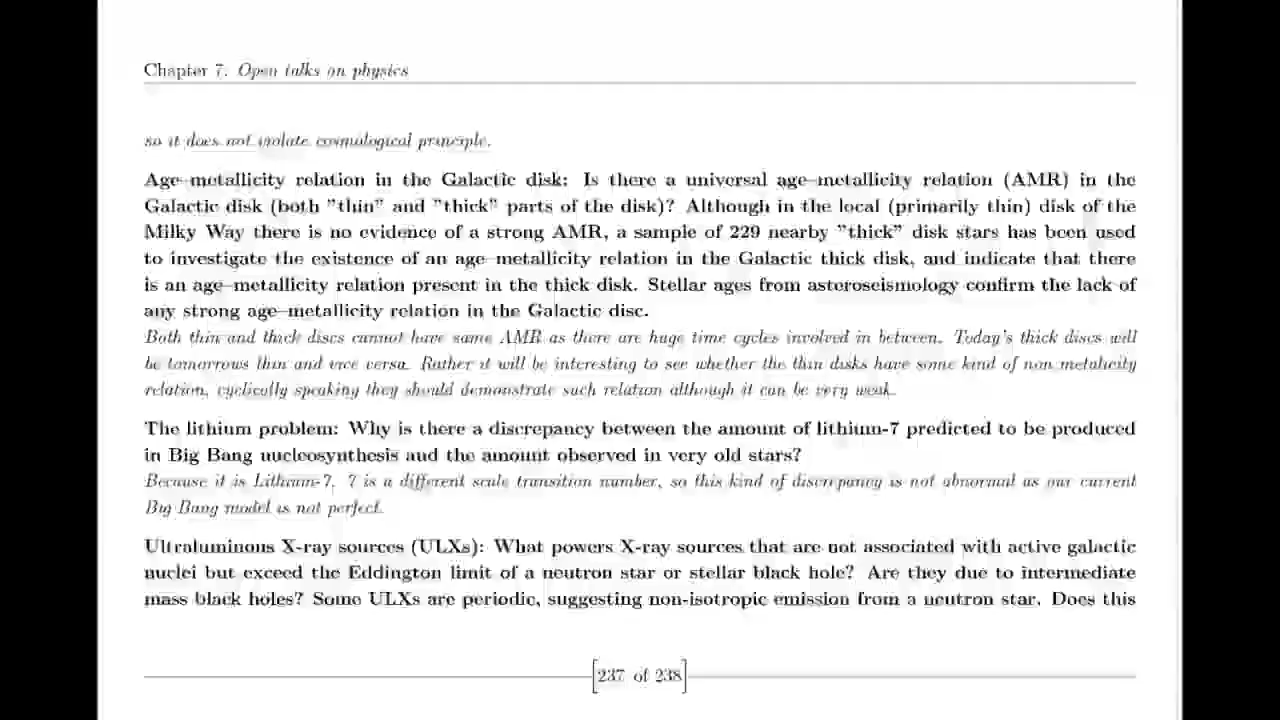 Chapter 7. Open talks on physics
so it does not violate cosmological principle.
Age–metallicity relation in the Galactic disk: Is there a universal age–metallicity relation (AMR) in the
Galactic disk (both "thin" and "thick" parts of the disk)? Although in the local (primarily thin) disk of the
Milky Way there is no evidence of a strong AMR, a sample of 229 nearby "thick" disk stars has been used
to investigate the existence of an age–metallicity relation in the Galactic thick disk, and indicate that there
is an age–metallicity relation present in the thick disk. Stellar ages from asteroseismology confirm the lack of
any strong age–metallicity relation in the Galactic disc.
Both thin and thick discs cannot have same AMR as there are huge time cycles involved in between. Today's thick discs will
be tomorrows thin and vice versa. Rather it will be interesting to see whether the thin disks have some kind of non metalicity
relation, cyclically speaking they should demonstrate such relation although it can be very weak.
The lithium problem: Why is there a discrepancy between the amount of lithium-7 predicted to be produced
in Big Bang nucleosynthesis and the amount observed in very old stars?
Because it is Lithium-7, 7 is a different scale transition number, so this kind of discrepancy is not abnormal as our current
Big Bang model is not perfect.
Ultraluminous X-ray sources (ULXs): What powers X-ray sources that are not associated with active galactic
nuclei but exceed the Eddington limit of a neutron star or stellar black hole? Are they due to intermediate
mass black holes? Some ULXs are periodic, suggesting non-isotropic emission from a neutron star. Does this
[237 of 238]